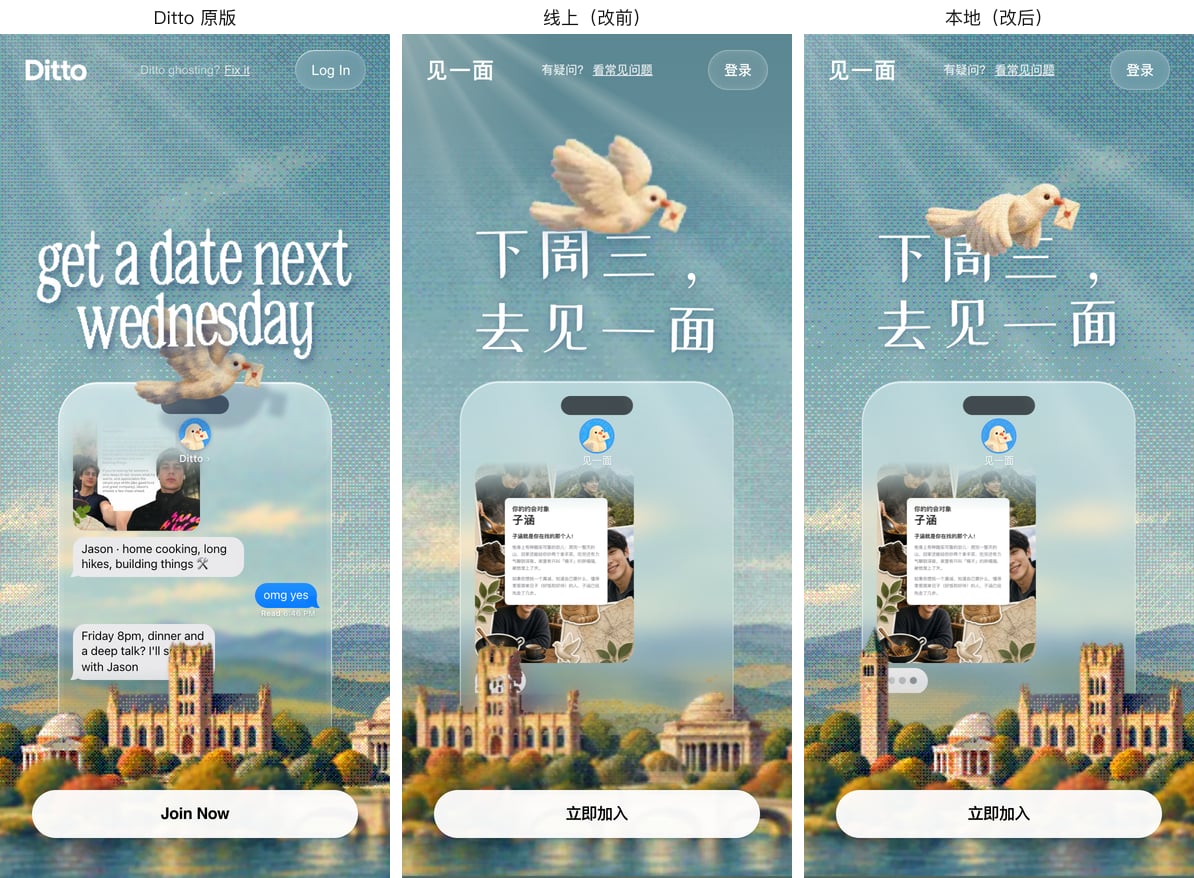 Ditto 原版
线上（改前）
本地（改后）
Ditto
Ditto ghosting? Fix it
Log In
get a date next
wednesday
Ditto ›
Jason · home cooking, long
hikes, building things 🛠️
omg yes
Read 6:46 PM
Friday 8pm, dinner and
a deep talk? I'll s
with Jason
Join Now
见一面
有疑问? 看常见问题
登录
下周三，
去见一面
见一面
你的约会对象
子涵
子涵就是你在找的那个人！
立即加入
见一面
有疑问? 看常见问题
登录
下周三，
去见一面
见一面
你的约会对象
子涵
子涵就是你在找的那个人！
立即加入